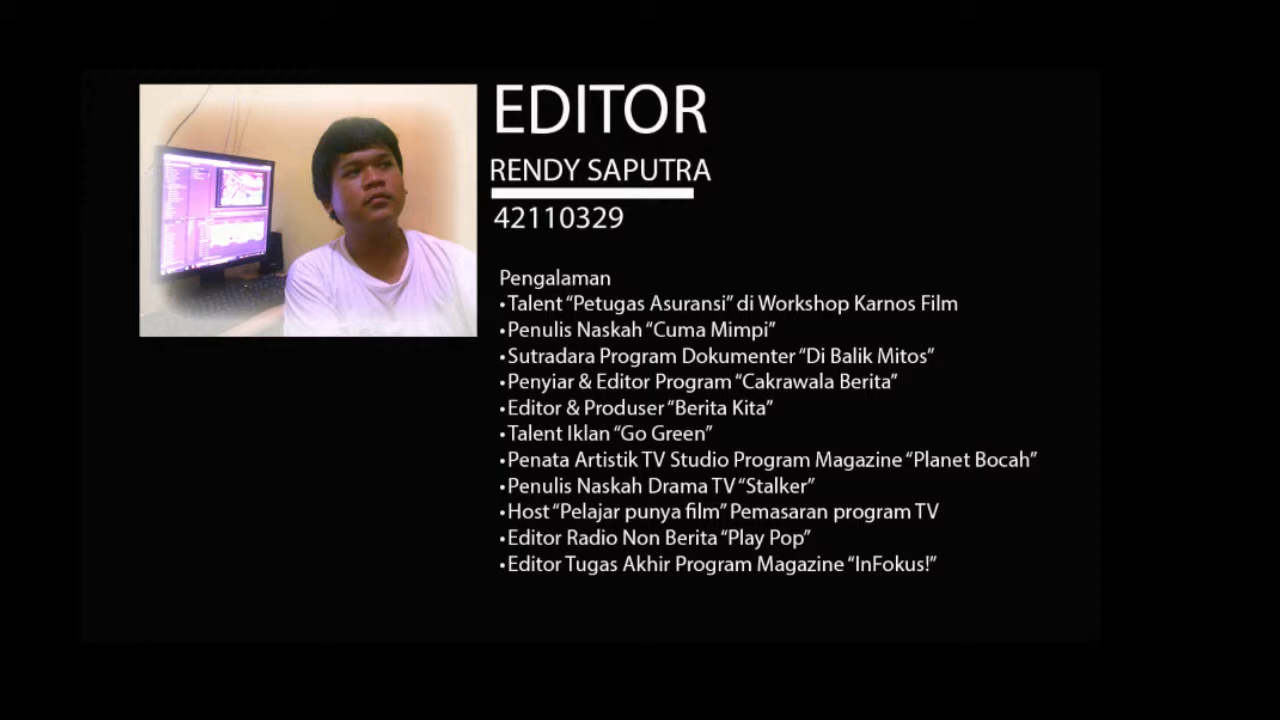 EDITOR
RENDY SAPUTRA
42110329
Pengalaman
•Talent “Petugas Asuransi” di Workshop Karnos Film
•Penulis Naskah “Cuma Mimpi”
•Sutradara Program Dokumenter “Di Balik Mitos”
•Penyiar & Editor Program “Cakrawala Berita”
•Editor & Produser “Berita Kita”
•Talent Iklan “Go Green”
•Penata Artistik TV Studio Program Magazine “Planet Bocah”
•Penulis Naskah Drama TV “Stalker”
•Host “Pelajar punya film” Pemasaran program TV
•Editor Radio Non Berita “Play Pop”
•Editor Tugas Akhir Program Magazine “InFokus!”